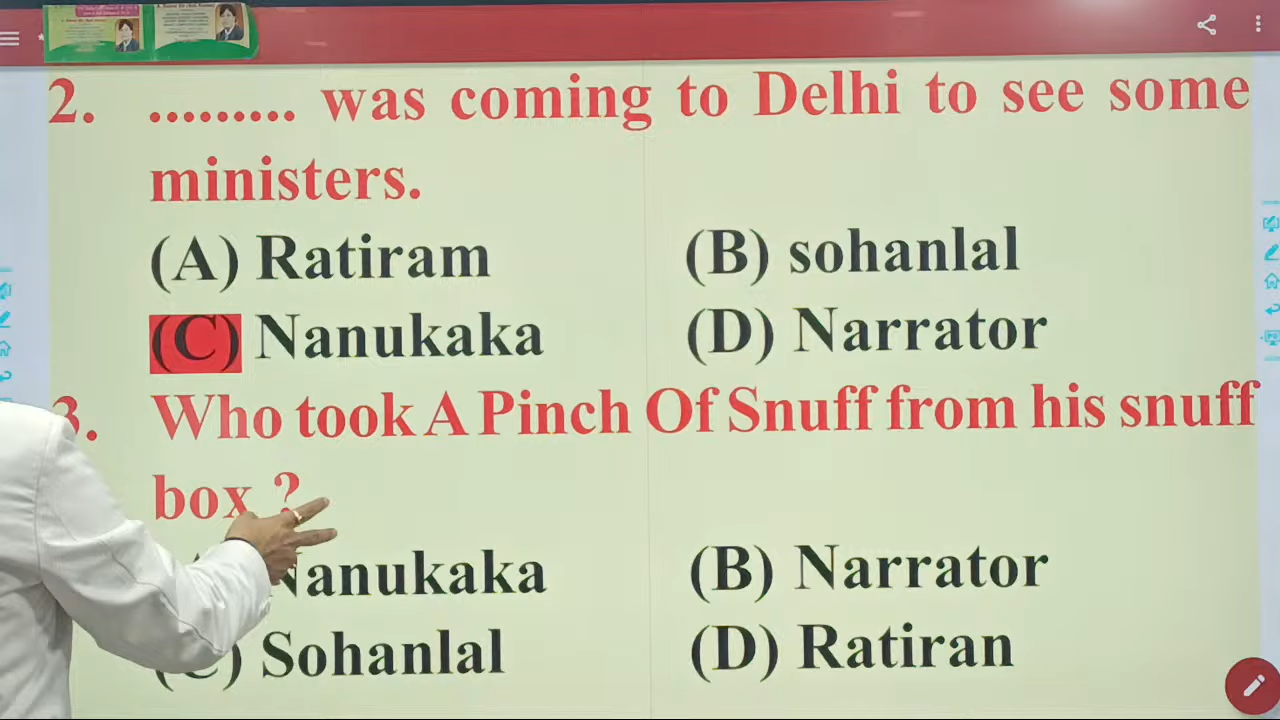 2. ......... was coming to Delhi to see some
ministers.
(A) Ratiram (B) sohanlal
(C) Nanukaka (D) Narrator
3. Who took A Pinch Of Snuff from his snuff
box ?
Nanukaka (B) Narrator
(C) Sohanlal (D) Ratiran